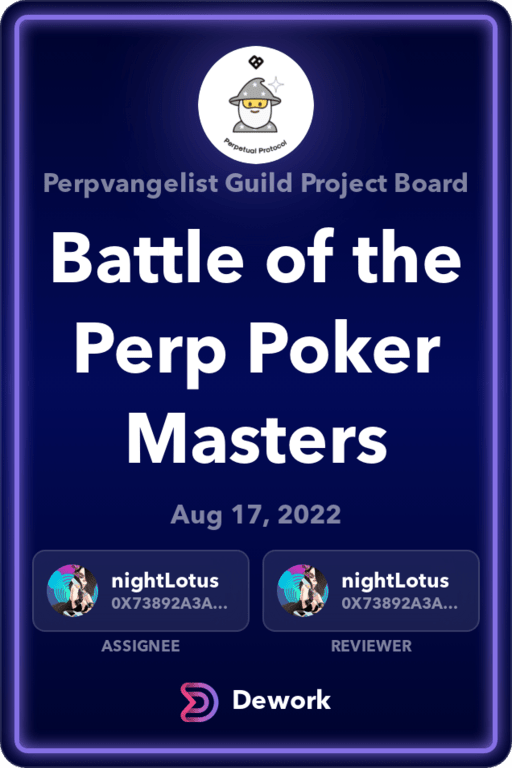 Perpetual Protocol
Perpvangelist Guild Project Board
Battle of the
Perp Poker
Masters
Aug 17, 2022
nightLotus
0X73892A3A...
nightLotus
0X73892A3A...
ASSIGNEE
REVIEWER
Dework